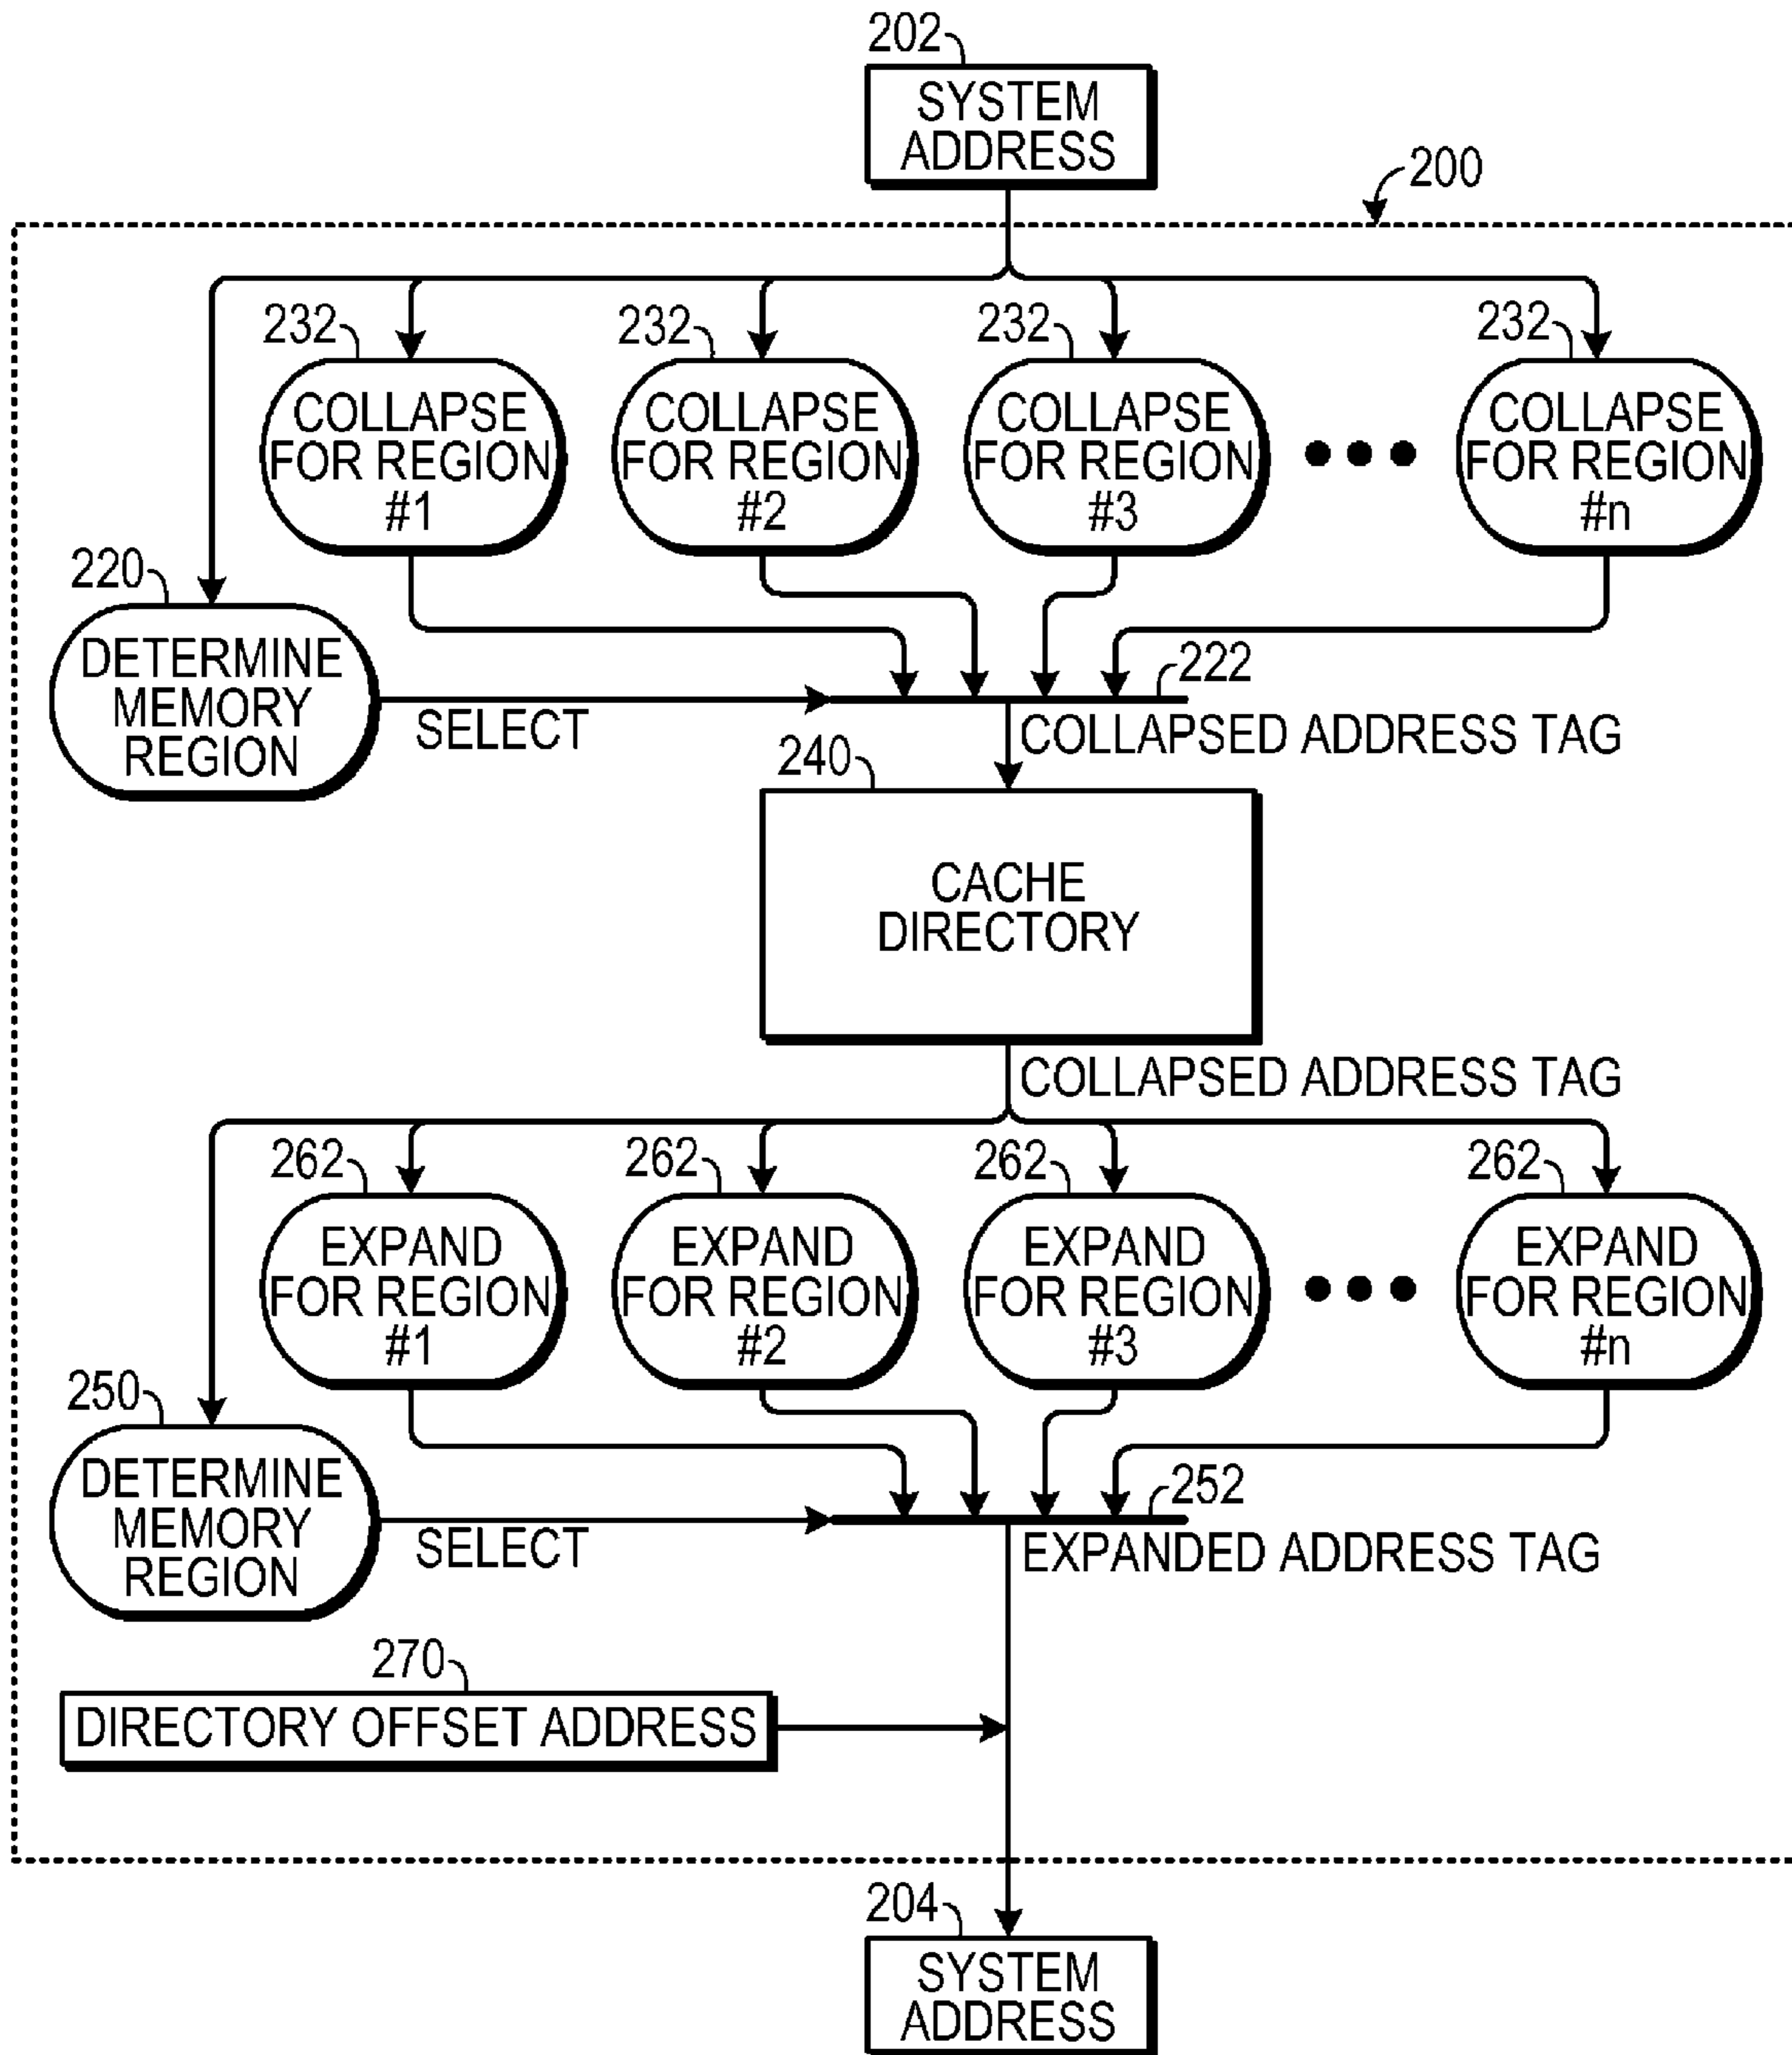 202
SYSTEM
ADDRESS
200
232
232
232
232
COLLAPSE
FOR REGION
#1
COLLAPSE
FOR REGION
#2
COLLAPSE
FOR REGION
#3
COLLAPSE
FOR REGION
#n
220
DETERMINE
MEMORY
REGION
SELECT
222
COLLAPSED ADDRESS TAG
240
CACHE
DIRECTORY
COLLAPSED ADDRESS TAG
262
262
262
262
EXPAND
FOR REGION
#1
EXPAND
FOR REGION
#2
EXPAND
FOR REGION
#3
EXPAND
FOR REGION
#n
250
DETERMINE
MEMORY
REGION
SELECT
252
EXPANDED ADDRESS TAG
270
DIRECTORY OFFSET ADDRESS
204
SYSTEM
ADDRESS